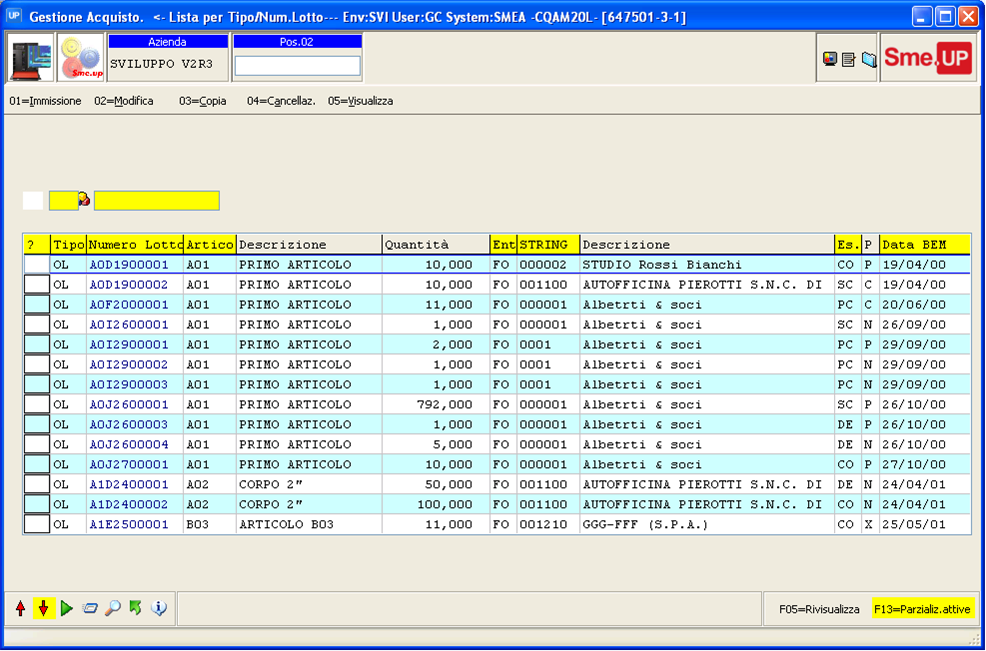 UP Gestione Acquisto. <- Lista per Tipo/Num.Lotto--- Env:SVI User:GC System:SMEA -CQAM20L- [647501-3-1]
Sme.up
Azienda
SVILUPPO V2R3
Pos.02
Sme.UP
01=Immissione 02=Modifica 03=Copia 04=Cancellaz. 05=Visualizza
? Tipo Numero Lotto Artico Descrizione Quantità Ent STRING Descrizione Es. P Data BEM
OL A0D1900001 A01 PRIMO ARTICOLO 10,000 FO 000002 STUDIO Rossi Bianchi CO P 19/04/00
OL A0D1900002 A01 PRIMO ARTICOLO 10,000 FO 001100 AUTOFFICINA PIEROTTI S.N.C. DI SC C 19/04/00
OL A0F2000001 A01 PRIMO ARTICOLO 11,000 FO 000001 Albetrti & soci PC C 20/06/00
OL A0I2600001 A01 PRIMO ARTICOLO 1,000 FO 000001 Albetrti & soci SC N 26/09/00
OL A0I2900001 A01 PRIMO ARTICOLO 2,000 FO 0001 Albetrti & soci PC P 29/09/00
OL A0I2900002 A01 PRIMO ARTICOLO 1,000 FO 0001 Albetrti & soci PC N 29/09/00
OL A0I2900003 A01 PRIMO ARTICOLO 1,000 FO 000001 Albetrti & soci PC N 29/09/00
OL A0J2600001 A01 PRIMO ARTICOLO 792,000 FO 000001 Albetrti & soci SC P 26/10/00
OL A0J2600003 A01 PRIMO ARTICOLO 1,000 FO 000001 Albetrti & soci DE P 26/10/00
OL A0J2600004 A01 PRIMO ARTICOLO 5,000 FO 000001 Albetrti & soci DE N 26/10/00
OL A0J2700001 A01 PRIMO ARTICOLO 10,000 FO 000001 Albetrti & soci CO P 27/10/00
OL A1D2400001 A02 CORPO 2" 50,000 FO 001100 AUTOFFICINA PIEROTTI S.N.C. DI DE N 24/04/01
OL A1D2400002 A02 CORPO 2" 100,000 FO 001100 AUTOFFICINA PIEROTTI S.N.C. DI CO N 24/04/01
OL A1E2500001 B03 ARTICOLO B03 11,000 FO 001210 GGG-FFF (S.P.A.) CO X 25/05/01
F05=Rivisualizza F13=Parzializ.attive